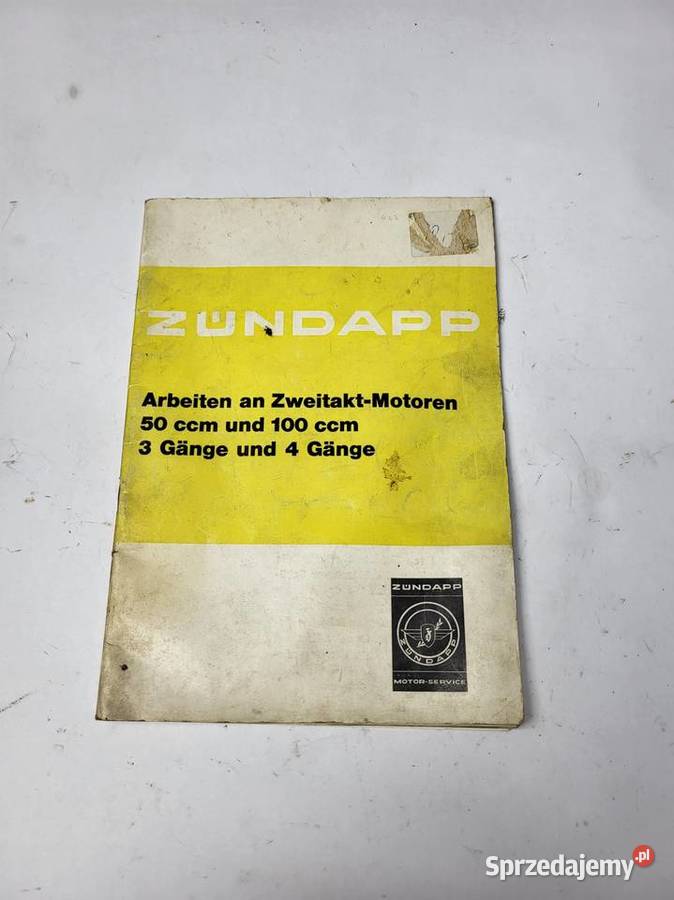 ZÜNDAPP
Arbeiten an Zweitakt-Motoren
50 ccm und 100 ccm
3 Gänge und 4 Gänge
ZÜNDAPP
ZÜNDAPP
MOTOR-SERVICE
Sprzedajemy.pl